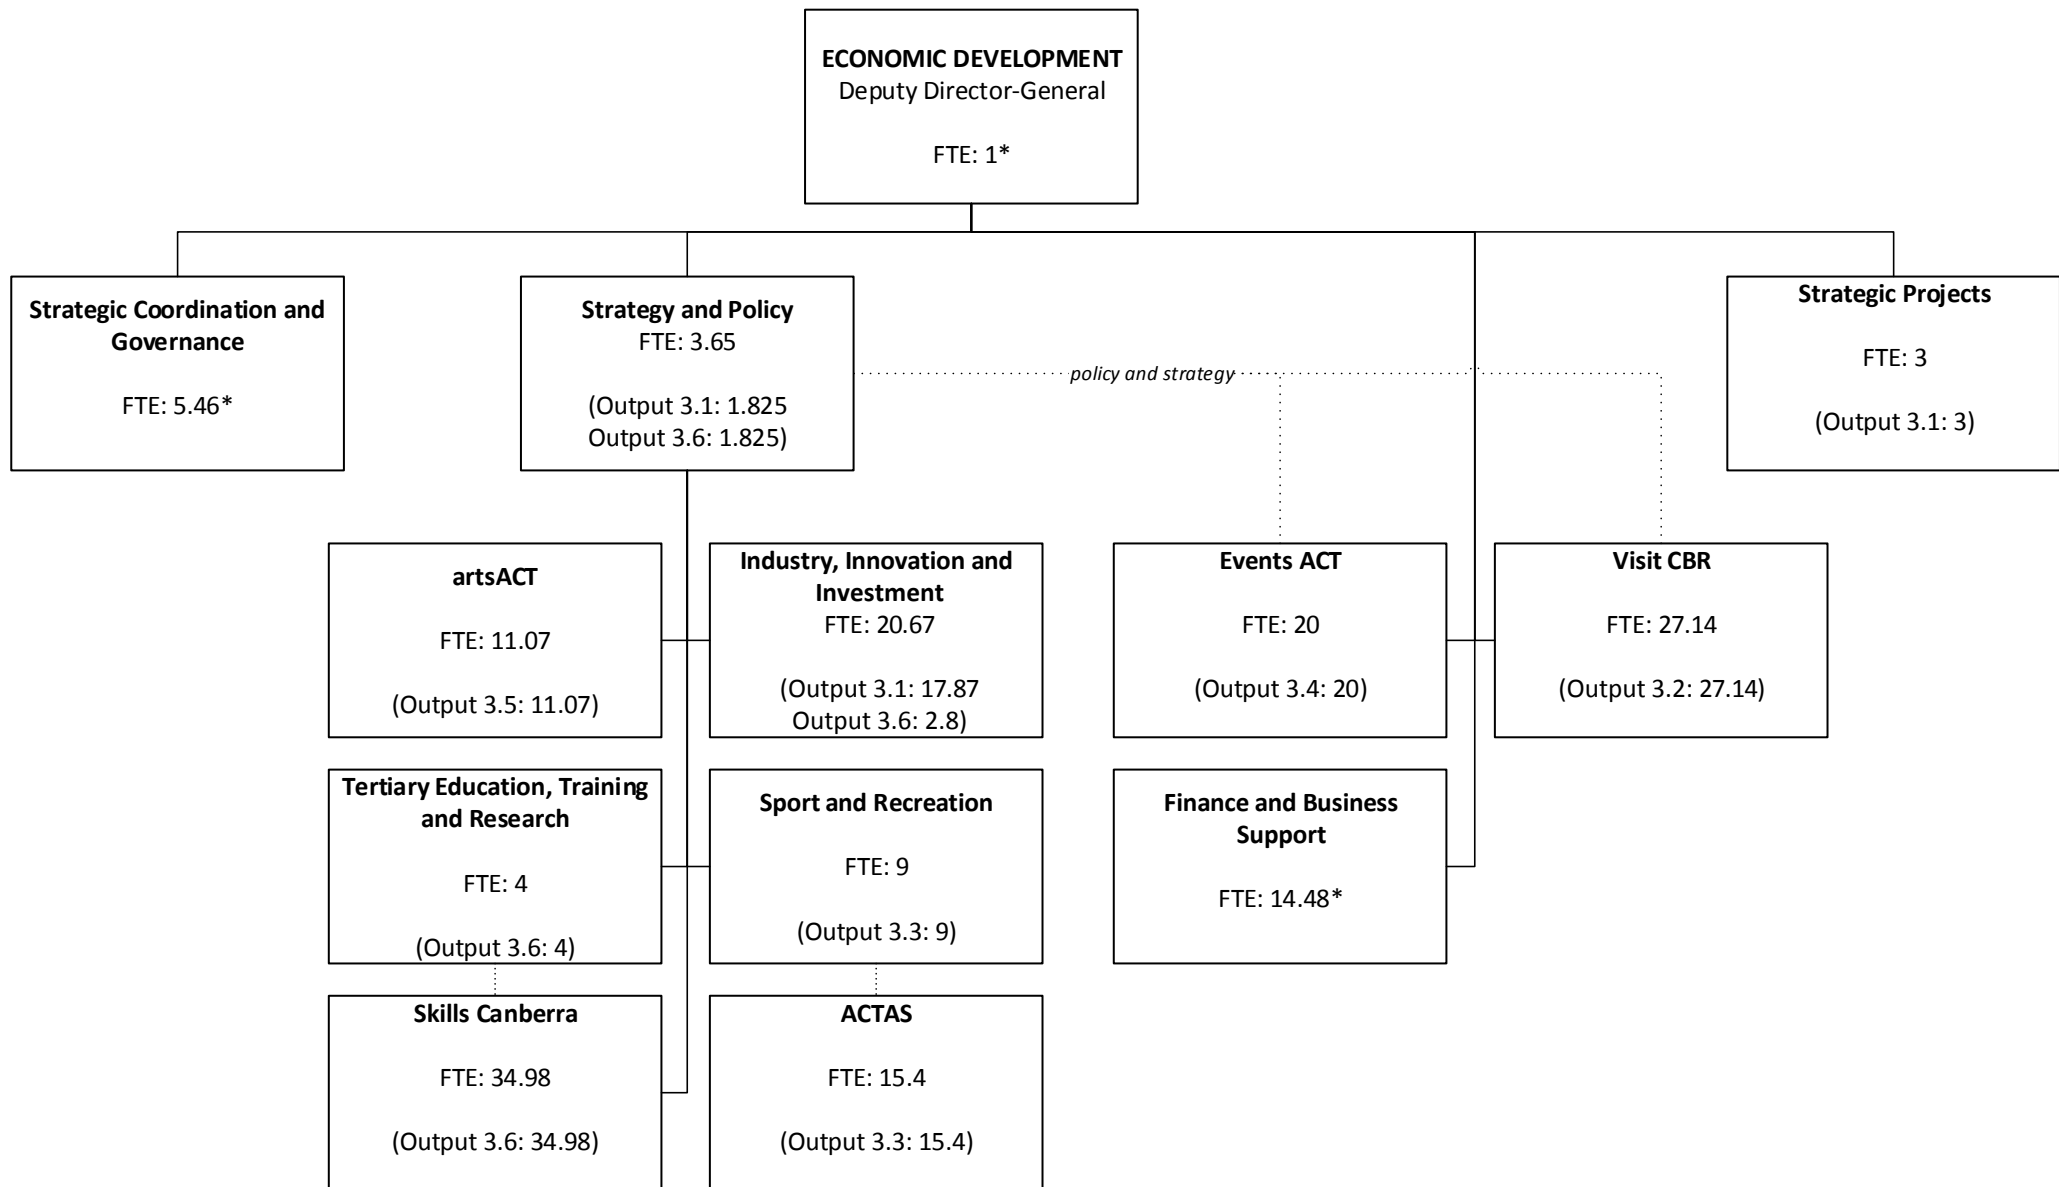 ECONOMIC DEVELOPMENT
Deputy Director-General
FTE: 1*
Strategic Coordination and
Governance
FTE: 5.46*
Strategy and Policy
FTE: 3.65
(Output 3.1: 1.825
Output 3.6: 1.825)
policy and strategy
Strategic Projects
FTE: 3
(Output 3.1: 3)
artsACT
FTE: 11.07
(Output 3.5: 11.07)
Industry, Innovation and
Investment
FTE: 20.67
(Output 3.1: 17.87
Output 3.6: 2.8)
Events ACT
FTE: 20
(Output 3.4: 20)
Visit CBR
FTE: 27.14
(Output 3.2: 27.14)
Tertiary Education, Training
and Research
FTE: 4
(Output 3.6: 4)
Sport and Recreation
FTE: 9
(Output 3.3: 9)
Finance and Business
Support
FTE: 14.48*
Skills Canberra
FTE: 34.98
(Output 3.6: 34.98)
ACTAS
FTE: 15.4
(Output 3.3: 15.4)